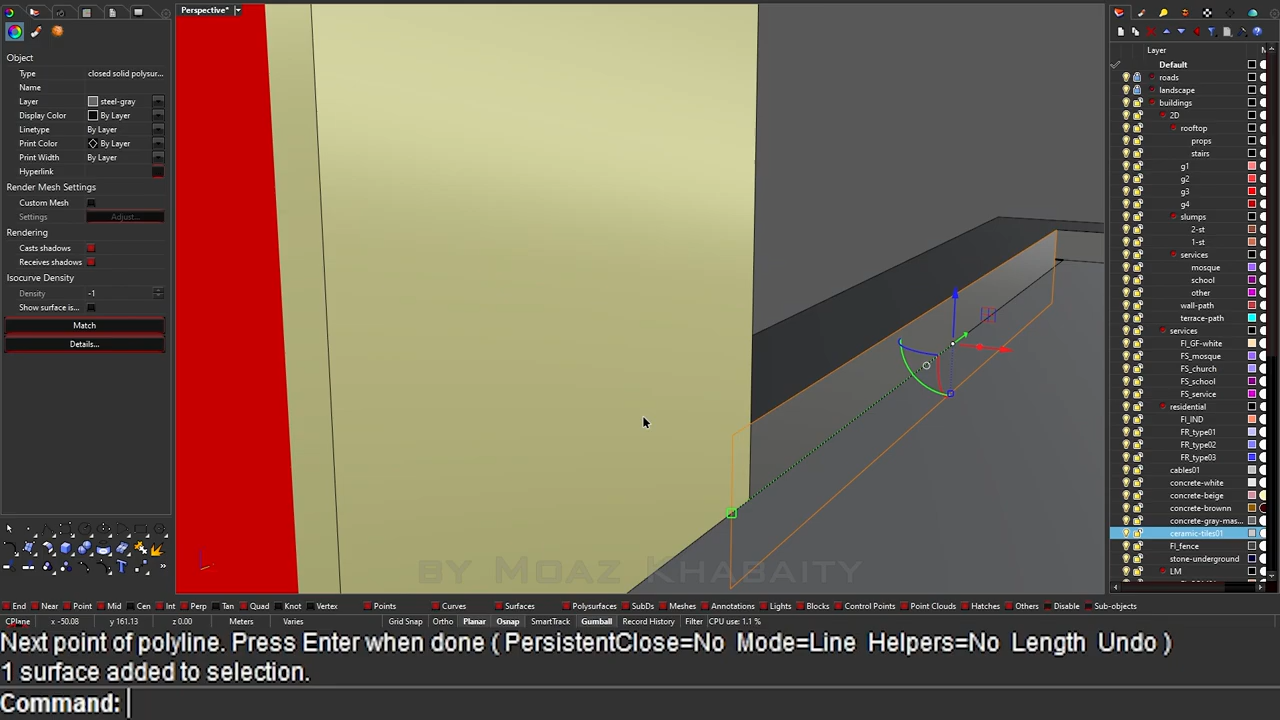 Perspective*
Object
Type closed solid polysur...
Name
Layer steel-gray
Display Color By Layer
Linetype By Layer
Print Color By Layer
Print Width By Layer
Hyperlink
Render Mesh Settings
Custom Mesh
Settings Adjust...
Rendering
Casts shadows
Receives shadows
Isocurve Density
Density -1
Show surface is...
Match
Details...
Layer M
Default
roads
landscape
buildings
2D
rooftop
props
stairs
g1
g2
g3
g4
slumps
2-st
1-st
services
mosque
school
other
wall-path
terrace-path
services
FI_GF-white
FS_mosque
FS_church
FS_school
FS_service
residential
FI_IND
FR_type01
FR_type02
FR_type03
cables01
concrete-white
concrete-beige
concrete-brownn
concrete-gray-mas...
ceramic-tiles01
FI_fence
stone-underground
LM
by Moaz Khabaity
End Near Point Mid Cen Int Perp Tan Quad Knot Vertex Points Curves Surfaces Polysurfaces SubDs Meshes Annotations Lights Blocks Control Points Point Clouds Hatches Others Disable Sub-objects
CPlane x -50.08 y 161.13 z 0.00 Meters Varies Grid Snap Ortho Planar Osnap SmartTrack Gumball Record History Filter CPU use: 1.1 %
Next point of polyline. Press Enter when done ( PersistentClose=No Mode=Line Helpers=No Length Undo )
1 surface added to selection.
Command: